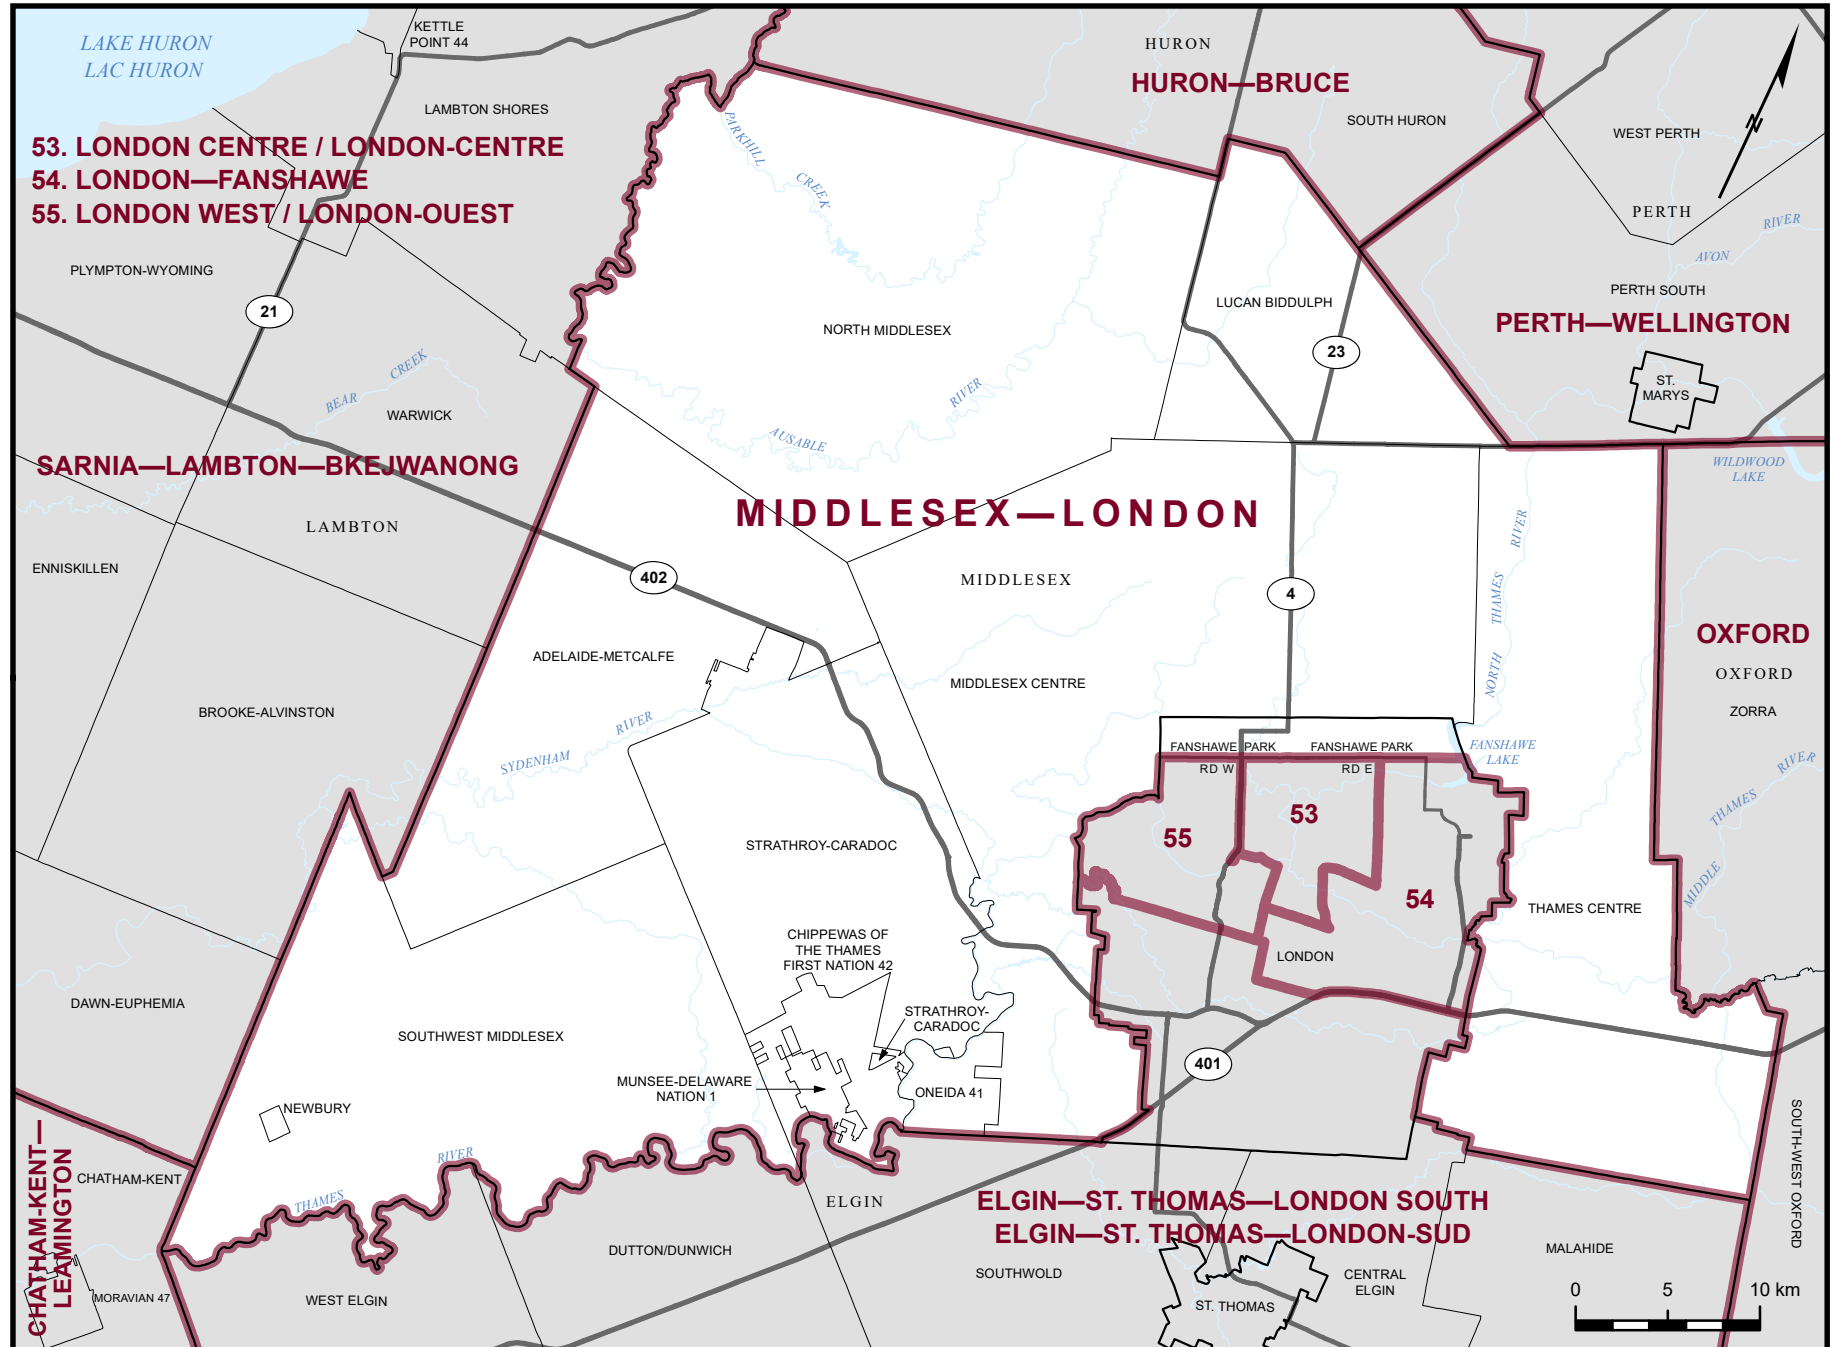 LAKE HURON
LAC HURON
KETTLE
POINT 44
HURON
HURON—BRUCE
LAMBTON SHORES
SOUTH HURON
WEST PERTH
N
53. LONDON CENTRE / LONDON-CENTRE
54. LONDON—FANSHAWE
55. LONDON WEST / LONDON-OUEST
PARKHILL
CREEK
PERTH
RIVER
AVON
PLYMPTON-WYOMING
21
NORTH MIDDLESEX
LUCAN BIDDULPH
PERTH SOUTH
PERTH—WELLINGTON
23
BEAR
CREEK
WARWICK
RIVER
AUSABLE
ST.
MARYS
SARNIA—LAMBTON—BKEJWANONG
WILDWOOD
LAKE
MIDDLESEX—LONDON
LAMBTON
ENNISKILLEN
402
MIDDLESEX
4
NORTH
THAMES
RIVER
OXFORD
OXFORD
ZORRA
ADELAIDE-METCALFE
MIDDLESEX CENTRE
BROOKE-ALVINSTON
SYDENHAM
RIVER
FANSHAWE PARK
RD W
FANSHAWE PARK
RD E
FANSHAWE
LAKE
MIDDLE
THAMES
RIVER
53
55
54
STRATHROY-CARADOC
THAMES CENTRE
LONDON
CHIPPEWAS OF
THE THAMES
FIRST NATION 42
DAWN-EUPHEMIA
SOUTHWEST MIDDLESEX
STRATHROY-
CARADOC
401
MUNSEE-DELAWARE
NATION 1
ONEIDA 41
NEWBURY
RIVER
THAMES
CHATHAM-KENT—
LEAMINGTON
CHATHAM-KENT
ELGIN
ELGIN—ST. THOMAS—LONDON SOUTH
ELGIN—ST. THOMAS—LONDON-SUD
SOUTH-WEST OXFORD
DUTTON/DUNWICH
MALAHIDE
SOUTHWOLD
CENTRAL
ELGIN
MORAVIAN 47
WEST ELGIN
ST. THOMAS
0 5 10 km